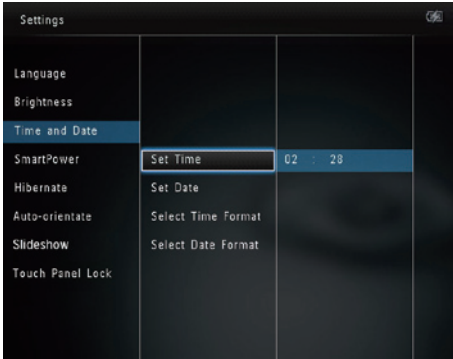 Settings
Language
Brightness
Time and Date
SmartPower
Hibernate
Auto-orientate
Slideshow
Touch Panel Lock
Set Time
Set Date
Select Time Format
Select Date Format
02 : 28